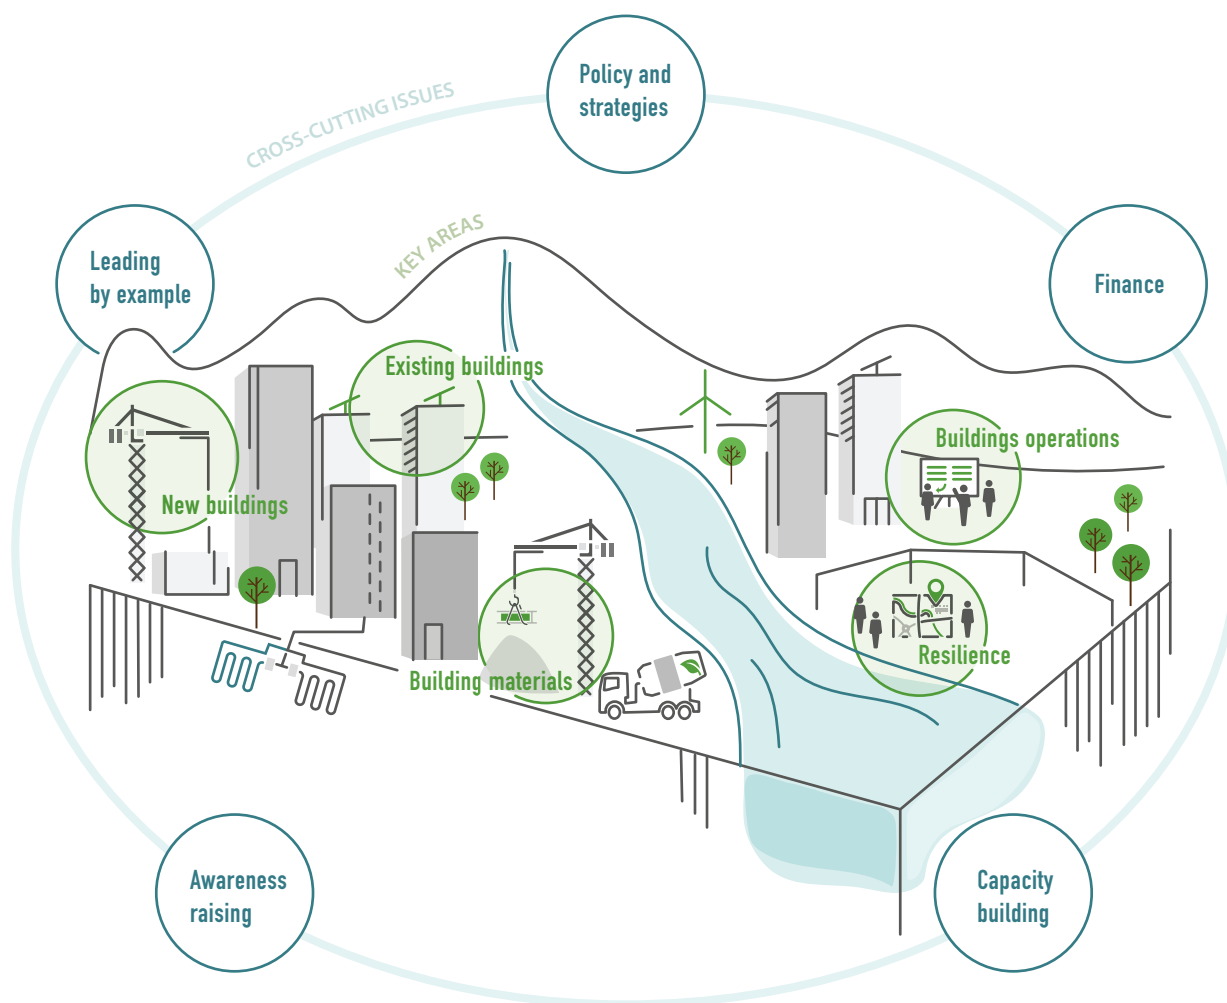 Policy and
strategies
CROSS-CUTTING ISSUES
KEY AREAS
Leading
by example
Finance
Existing buildings
New buildings
Buildings operations
Building materials
Resilience
Awareness
raising
Capacity
building